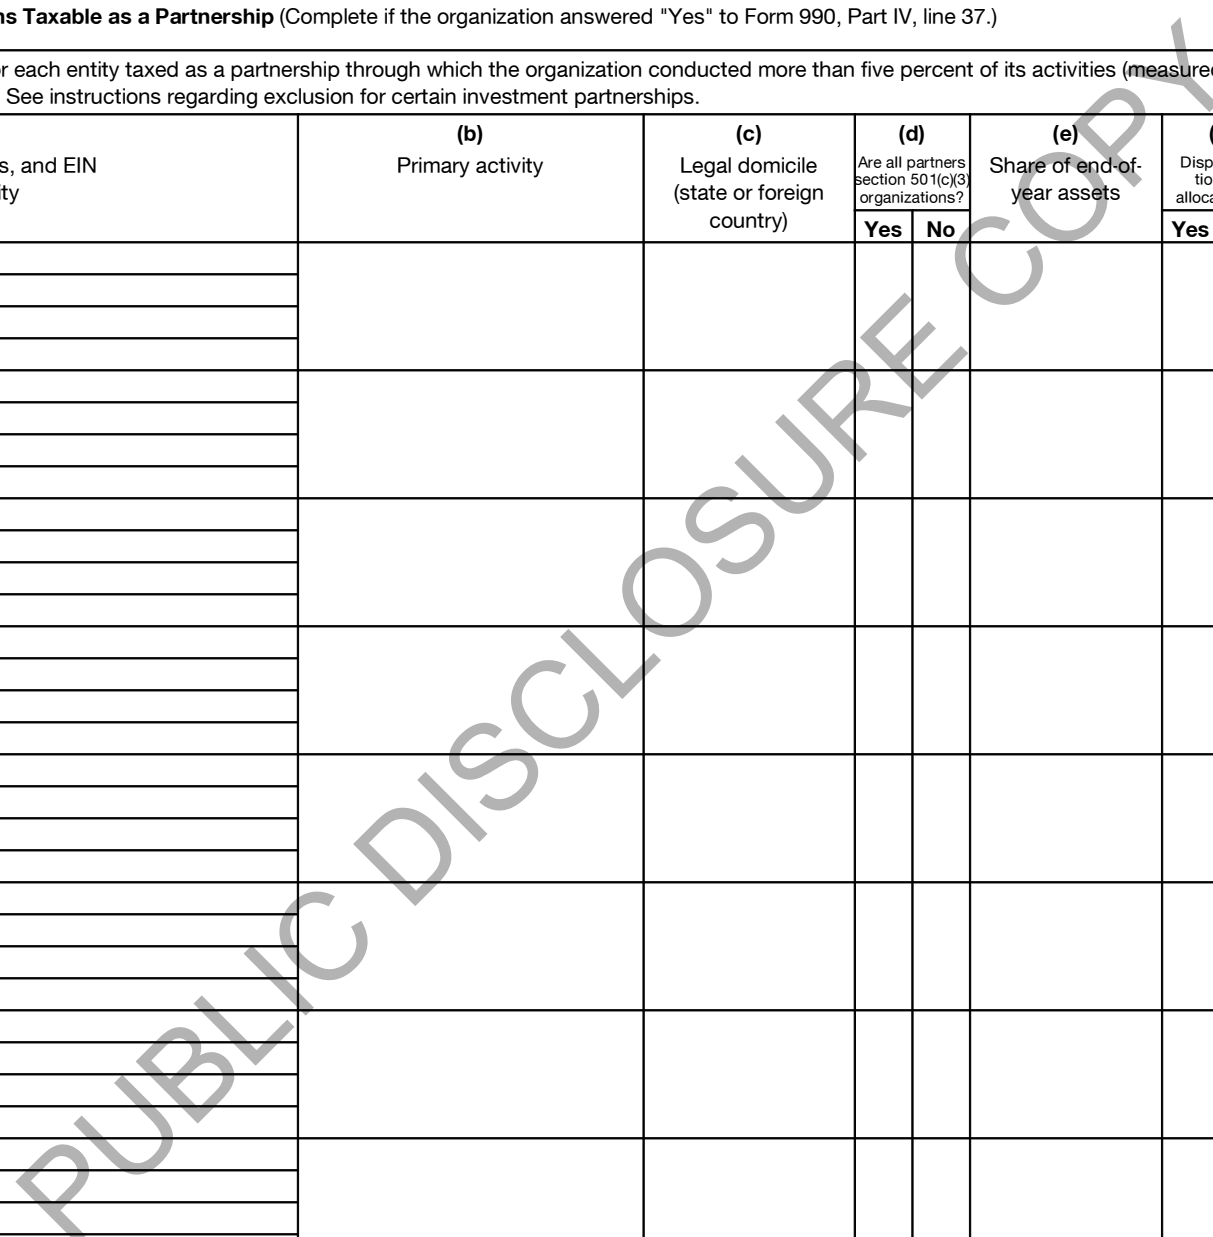 ns Taxable as a Partnership (Complete if the organization answered "Yes" to Form 990, Part IV, line 37.)
r each entity taxed as a partnership through which the organization conducted more than five percent of its activities (measured
See instructions regarding exclusion for certain investment partnerships.
s, and EIN
ity
(b)
Primary activity
(c)
Legal domicile
(state or foreign
country)
(d)
Are all partners
section 501(c)(3)
organizations?
Yes No
(e)
Share of end-of-
year assets
(
Disp
tio
alloca
Yes
PUBLIC DISCLOSURE COPY